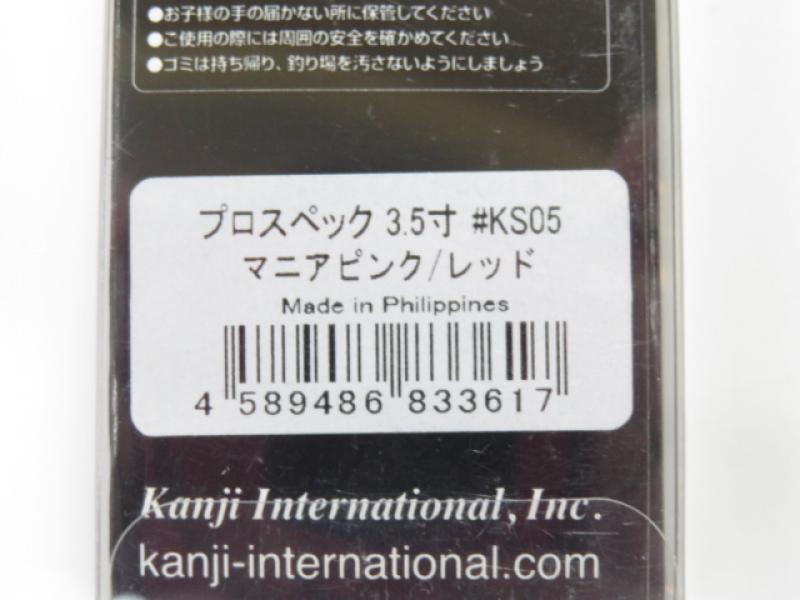 ●お子様の手の届かない所に保管してください
●ご使用の際には周囲の安全を確かめてください
●ゴミは持ち帰り、釣り場を汚さないようにしましょう
プロスペック 3.5寸 #KS05
マニアピンク/レッド
Made in Philippines
4 589486 833617
Kanji International, Inc.
kanji-international.com